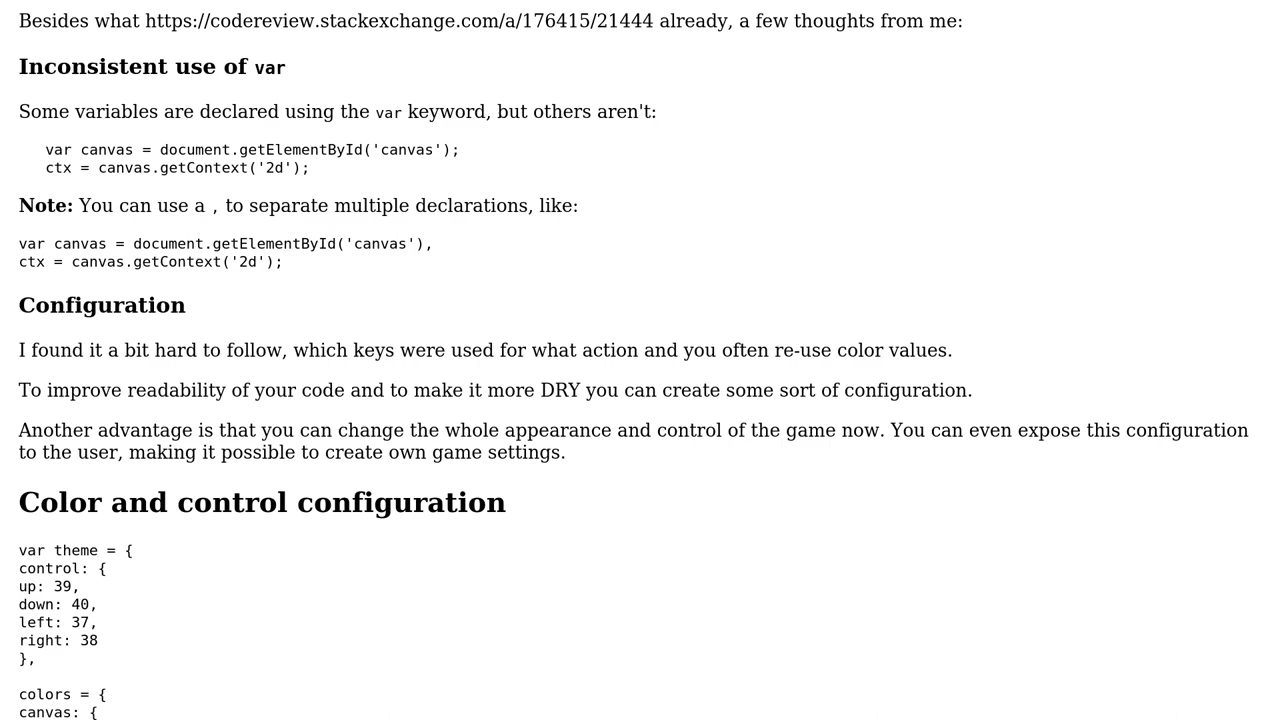 Besides what https://codereview.stackexchange.com/a/176415/21444 already, a few thoughts from me:
Inconsistent use of var
Some variables are declared using the var keyword, but others aren't:
var canvas = document.getElementById('canvas');
ctx = canvas.getContext('2d');
Note: You can use a , to separate multiple declarations, like:
var canvas = document.getElementById('canvas'),
ctx = canvas.getContext('2d');
Configuration
I found it a bit hard to follow, which keys were used for what action and you often re-use color values.
To improve readability of your code and to make it more DRY you can create some sort of configuration.
Another advantage is that you can change the whole appearance and control of the game now. You can even expose this configuration
to the user, making it possible to create own game settings.
Color and control configuration
var theme = {
control: {
up: 39,
down: 40,
left: 37,
right: 38
},
colors = {
canvas: {